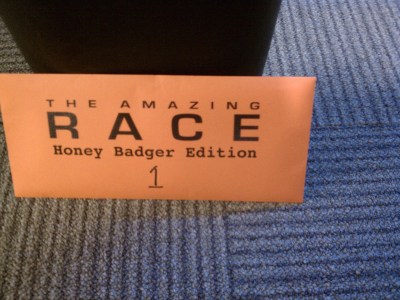 THE AMAZING
RACE
Honey Badger Edition
1